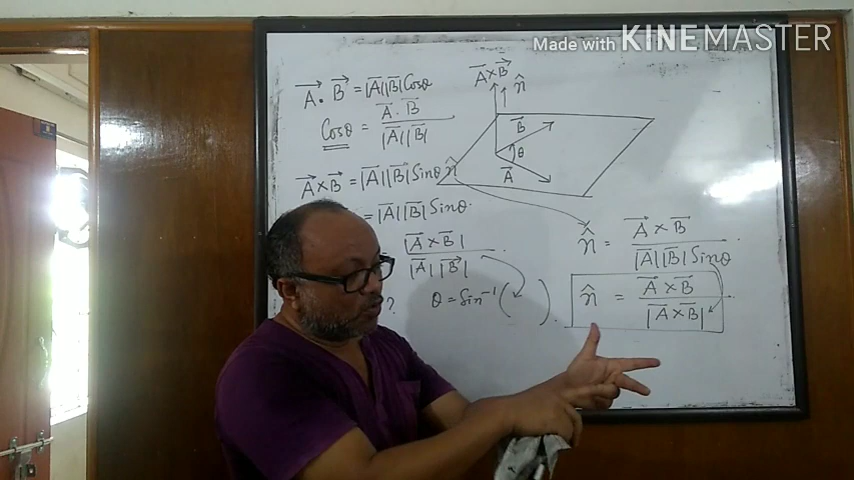 Made with KINEMASTER
A⃗ . B⃗ = |A̅||B̅| Cosθ
Cosθ = A̅ . B̅ / |A̅||B̅|
A⃗ × B⃗ = |A̅||B̅| Sinθ n̂
= |A̅||B̅| Sinθ.
|A̅ × B̅| / |A̅||B⃗| .
? θ = Sin⁻¹ ( ) .
A⃗×B⃗
n̂
B⃗
θ
A⃗
n̂ = A⃗ × B⃗ / |A̅||B̅| Sinθ .
n̂ = A⃗ × B⃗ / |A̅ × B̅|